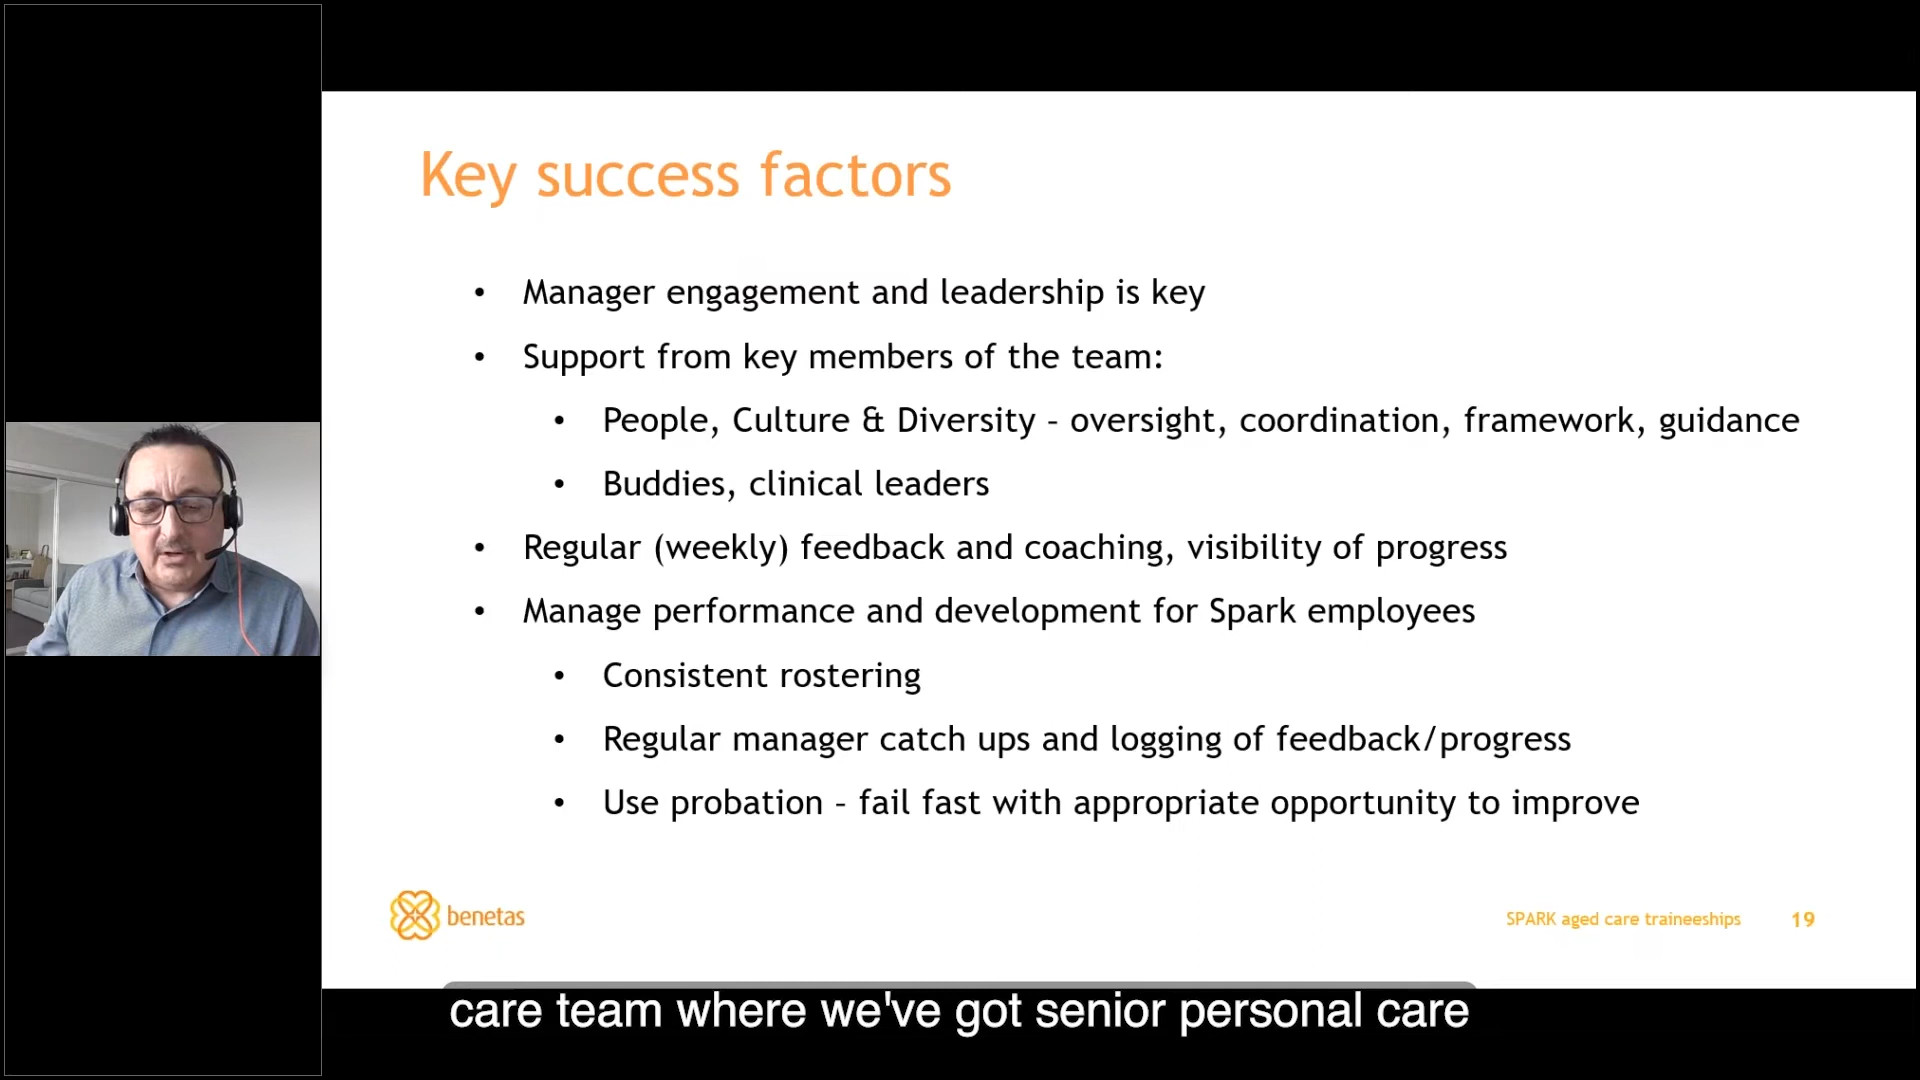 Key success factors
• Manager engagement and leadership is key
• Support from key members of the team:
• People, Culture & Diversity – oversight, coordination, framework, guidance
• Buddies, clinical leaders
• Regular (weekly) feedback and coaching, visibility of progress
• Manage performance and development for Spark employees
• Consistent rostering
• Regular manager catch ups and logging of feedback/progress
• Use probation – fail fast with appropriate opportunity to improve
benetas
SPARK aged care traineeships 19
care team where we've got senior personal care